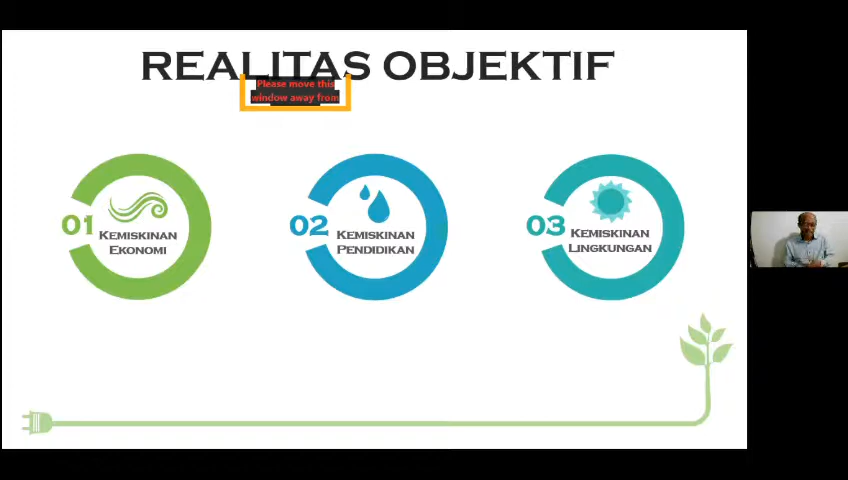 REALITAS OBJEKTIF
Please move this
window away from
01
KEMISKINAN
EKONOMI
02
KEMISKINAN
PENDIDIKAN
03
KEMISKINAN
LINGKUNGAN